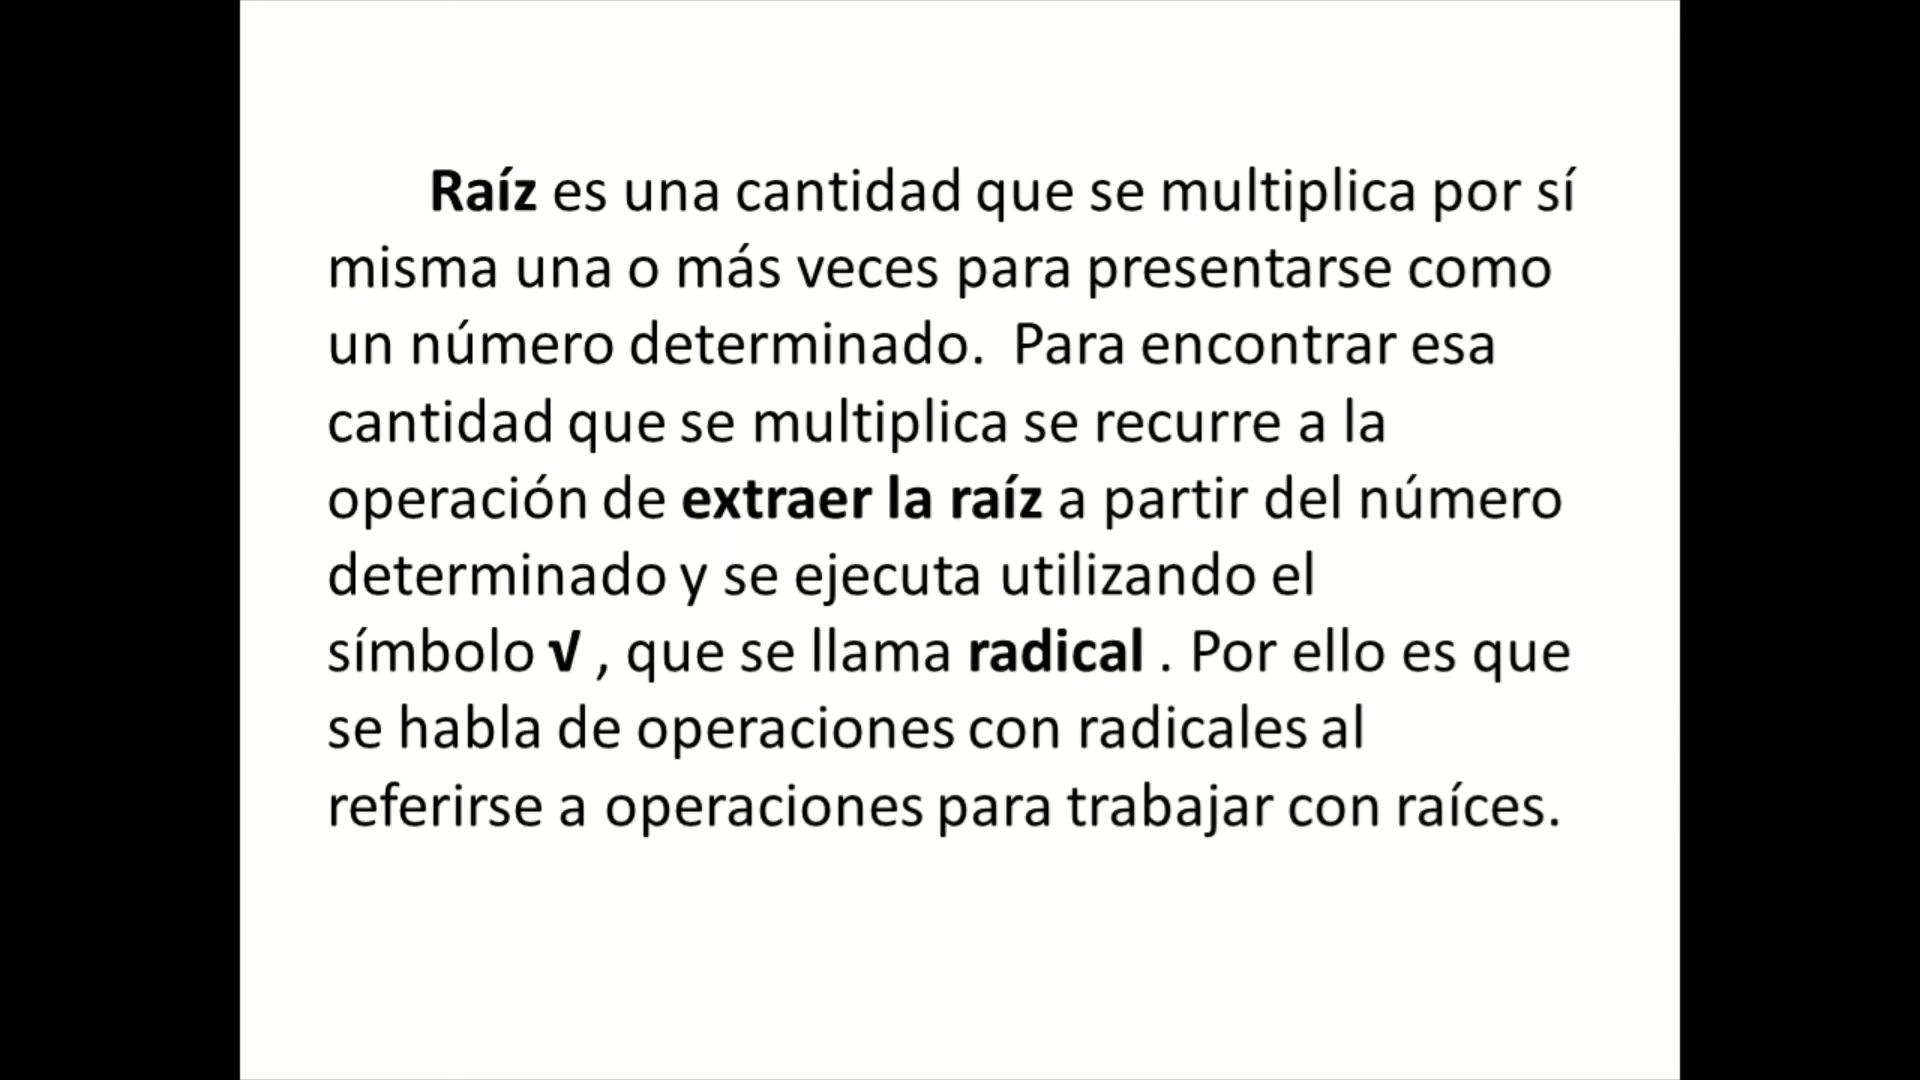 Raíz es una cantidad que se multiplica por sí
misma una o más veces para presentarse como
un número determinado.  Para encontrar esa
cantidad que se multiplica se recurre a la
operación de extraer la raíz a partir del número
determinado y se ejecuta utilizando el
símbolo √ , que se llama radical . Por ello es que
se habla de operaciones con radicales al
referirse a operaciones para trabajar con raíces.